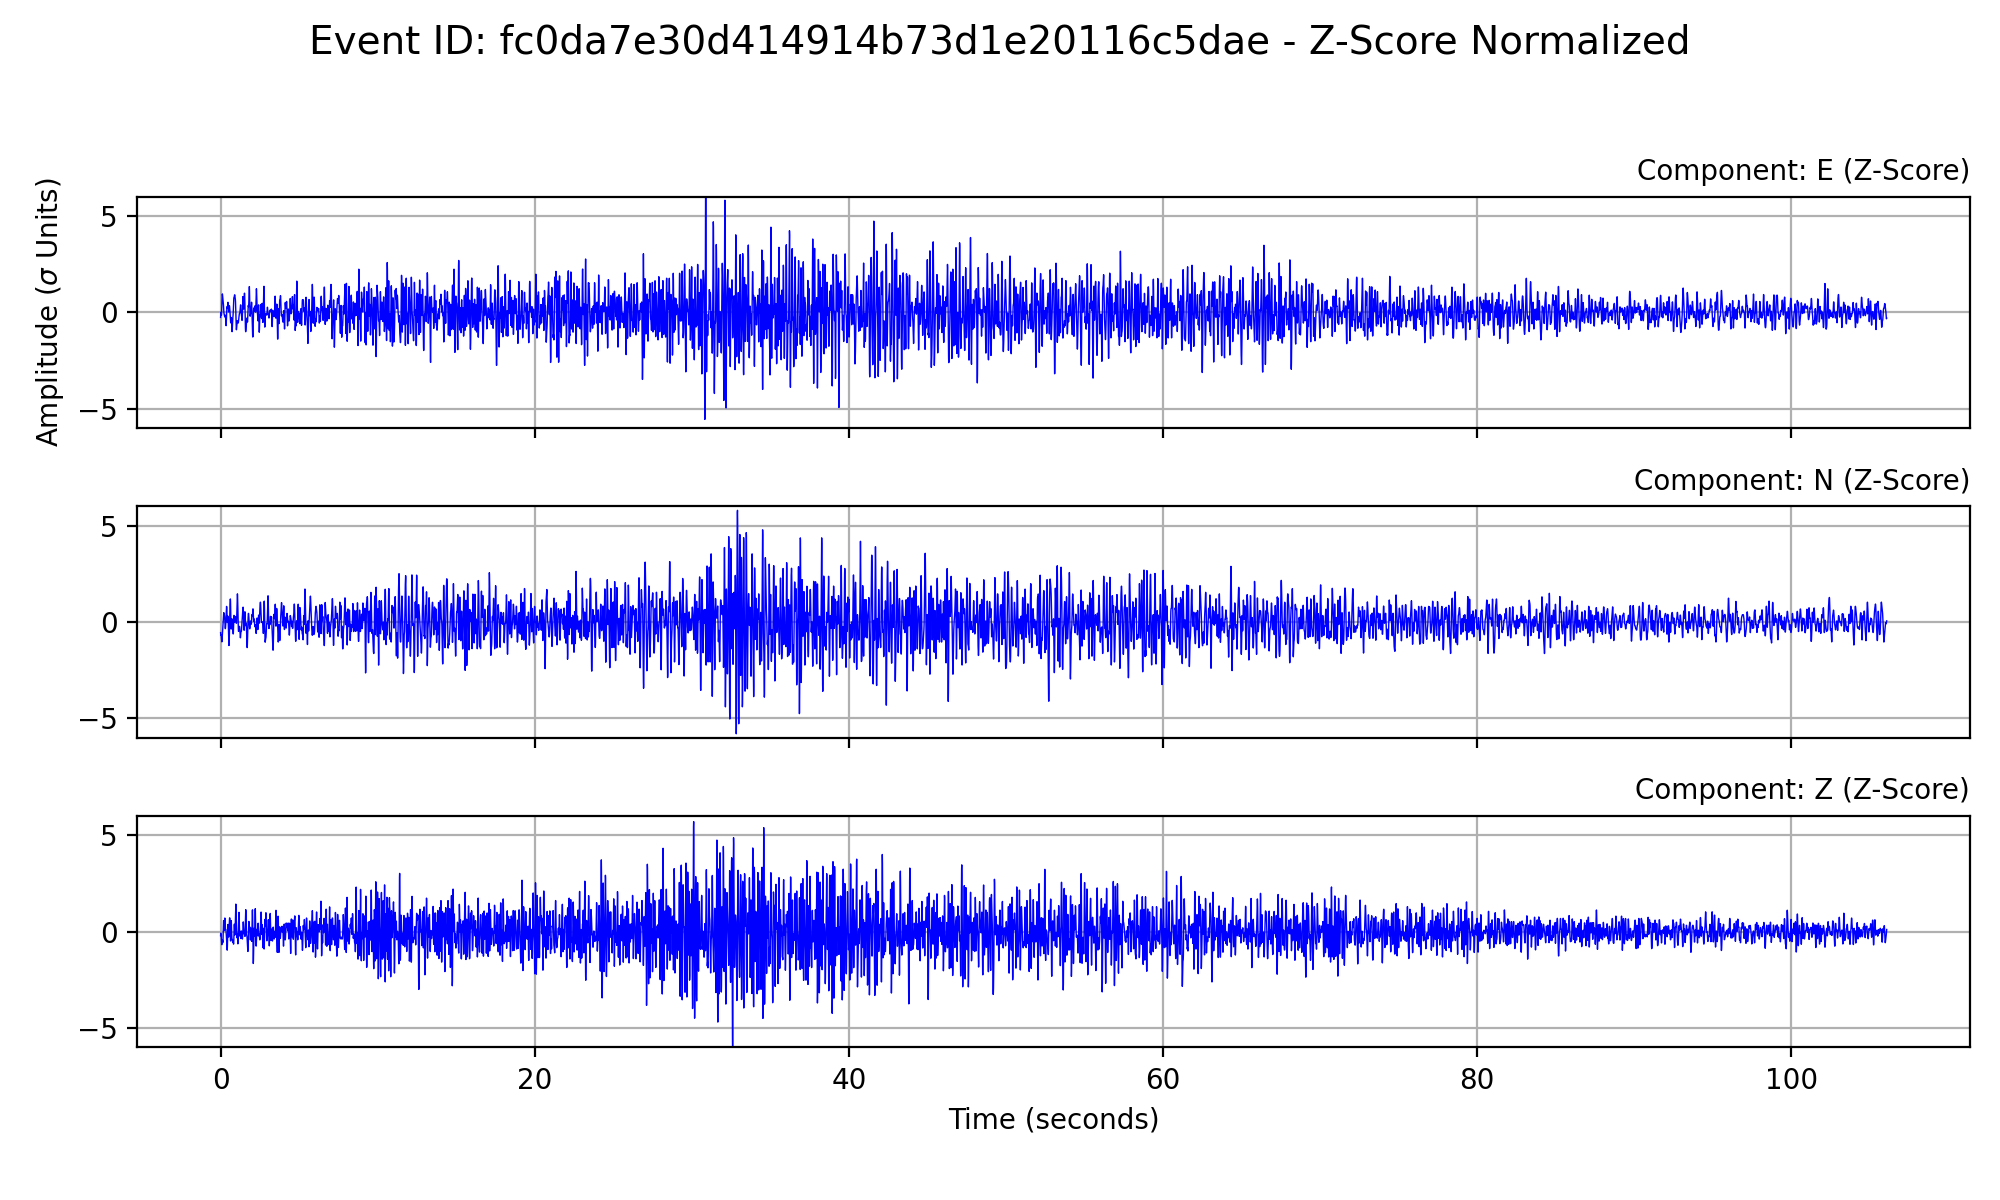 Event ID: fc0da7e30d414914b73d1e20116c5dae - Z-Score Normalized
Component: E (Z-Score)
Amplitude (σ Units)
5
0
−5
Component: N (Z-Score)
5
0
−5
Component: Z (Z-Score)
5
0
−5
0 20 40 60 80 100
Time (seconds)